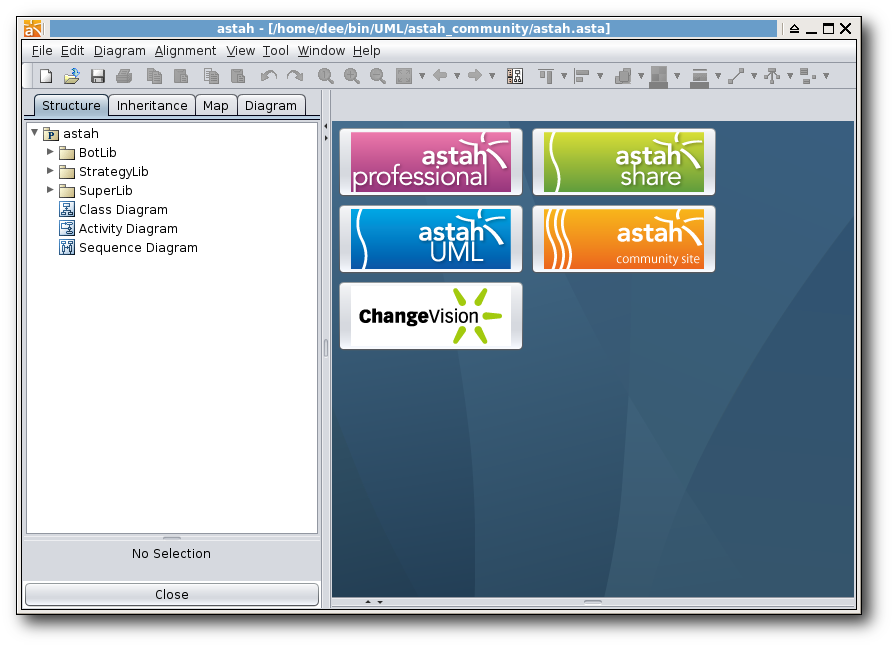 astah - [/home/dee/bin/UML/astah_community/astah.asta]
File Edit Diagram Alignment View Tool Window Help
Structure Inheritance Map Diagram
astah
BotLib
StrategyLib
SuperLib
Class Diagram
Activity Diagram
Sequence Diagram
No Selection
Close
astah
professional
astah
share
astah
UML
astah
community site
ChangeVision